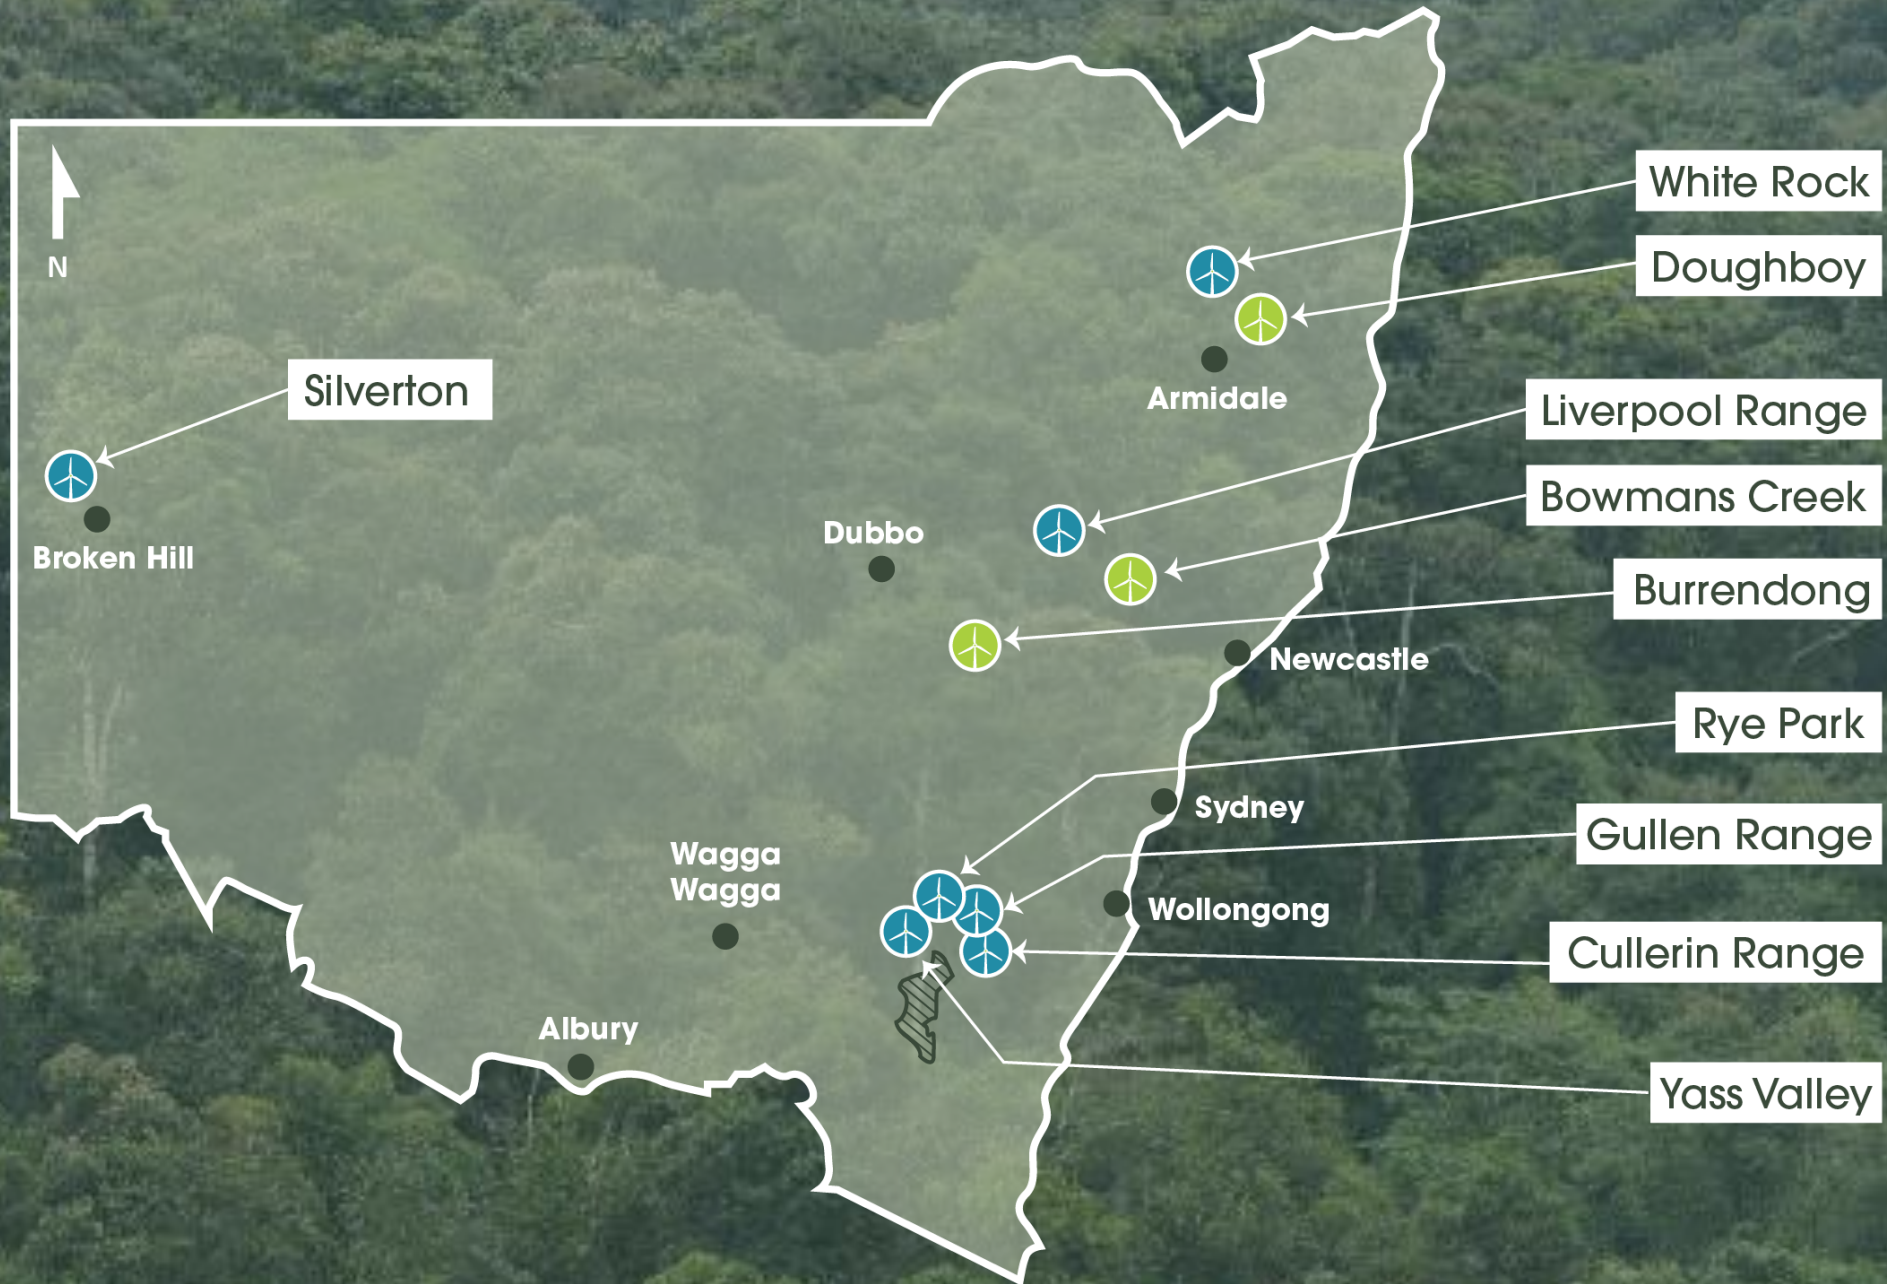 White Rock
Doughboy
N
Silverton
Armidale
Liverpool Range
Bowmans Creek
Dubbo
Broken Hill
Burrendong
Newcastle
Rye Park
Sydney
Gullen Range
Wagga
Wagga
Wollongong
Cullerin Range
Albury
Yass Valley